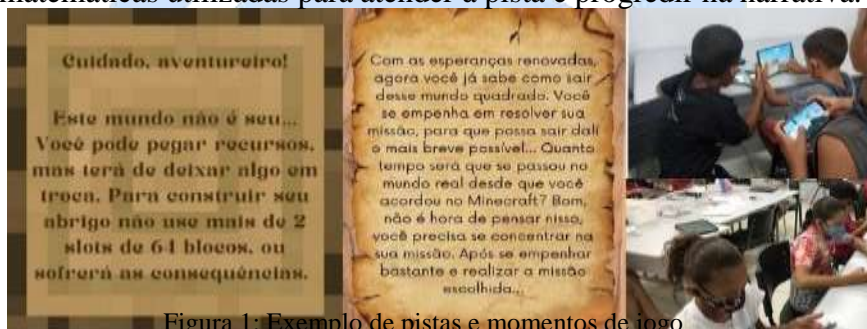 matemáticas utilizadas para atender a pista e progredir na narrativa.
Cuidado, aventureiro!
Este mundo não é seu...
Você pode pegar recursos,
mas terá de deixar algo em
troca. Para construir seu
abrigo não use mais de 2
slots de 64 blocos, ou
sofrerá as consequências.
Com as esperanças renovadas,
agora você já sabe como sair
desse mundo quadrado. Você
se empenha em resolver sua
missão, para que possa sair dali
o mais breve possível... Quanto
tempo será que se passou no
mundo real desde que você
acordou no Minecraft? Bom,
não é hora de pensar nisso,
você precisa se concentrar na
sua missão. Após se empenhar
bastante e realizar a missão
escolhida...
Figura 1: Exemplo de pistas e momentos de jogo